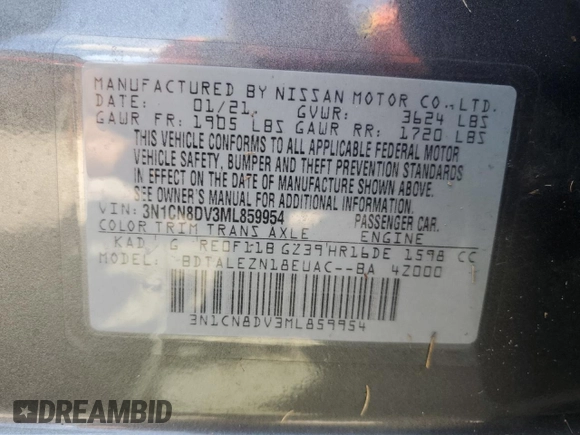 MANUFACTURED BY NISSAN MOTOR CO.,LTD.
DATE: 01/21 GVWR: 3624 LBS
GAWR FR: 1905 LBS GAWR RR: 1720 LBS
THIS VEHICLE CONFORMS TO ALL APPLICABLE FEDERAL MOTOR
VEHICLE SAFETY, BUMPER AND THEFT PREVENTION STANDARDS
IN EFFECT ON THE DATE OF MANUFACTURE SHOWN ABOVE.
SEE OWNER'S MANUAL FOR ADDITIONAL INFORMATION
VIN: 3N1CN8DV3ML859954 PASSENGER CAR.
COLOR TRIM TRANS AXLE ENGINE
KAD G RE0F11B GZ39 HR16DE 1598 CC
MODEL: BDTALEZN18EUAC--BA 4Z000
3N1CN8DV3ML859954
DREAMBID